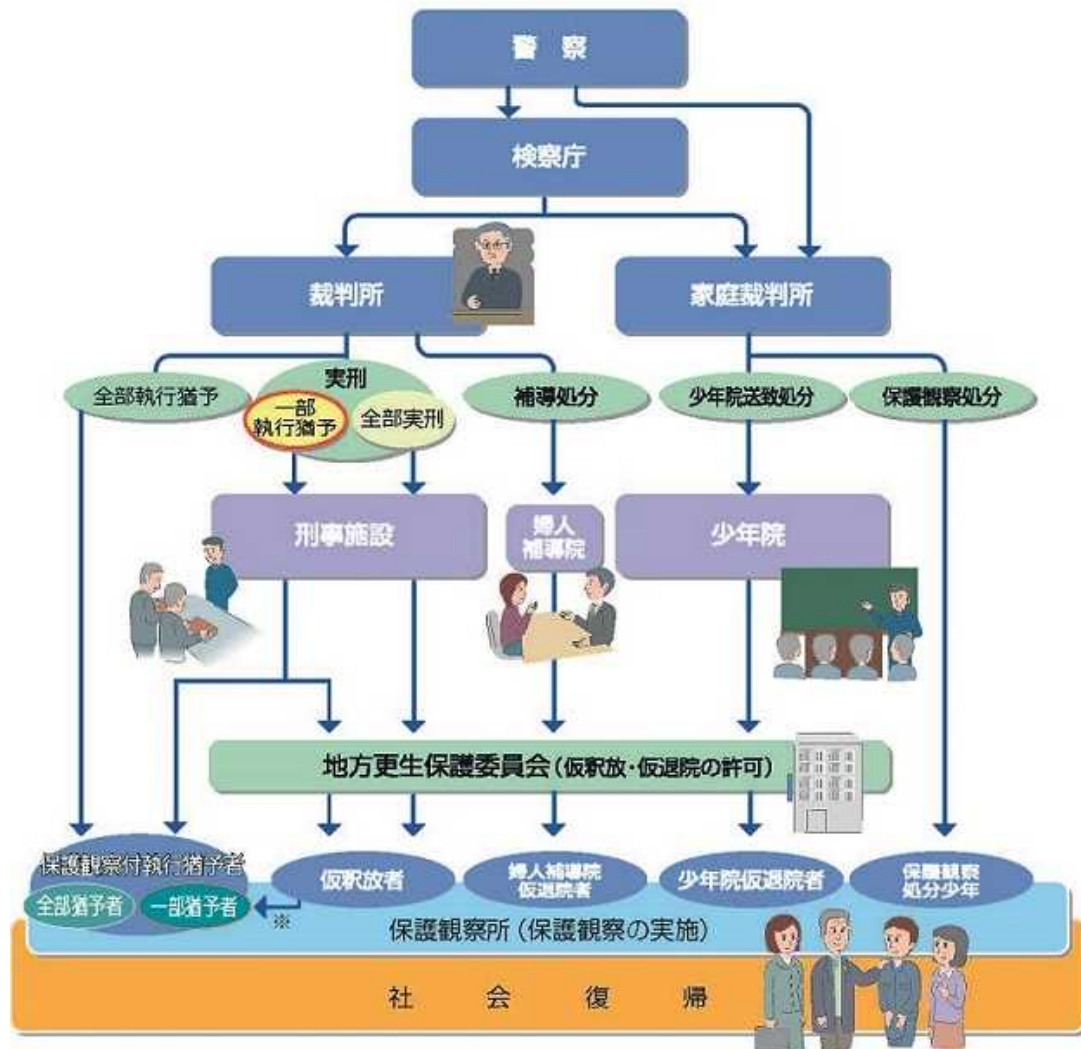 警 察
検察庁
裁判所
家庭裁判所
全部執行猶予
実刑
一部
執行猶予
全部実刑
補導処分
少年院送致処分
保護観察処分
刑事施設
婦人
補導院
少年院
地方更生保護委員会(仮釈放・仮退院の許可)
保護観察付執行猶予者
全部猶予者
一部猶予者
※
仮釈放者
婦人補導院
仮退院者
少年院仮退院者
保護観察
処分少年
保護観察所(保護観察の実施)
社 会 復 帰